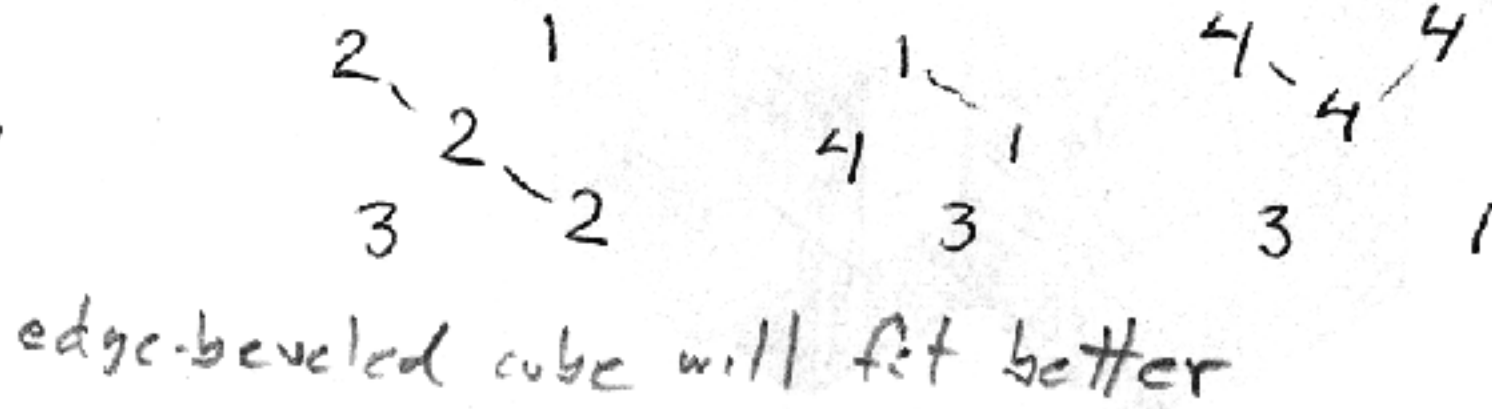 2 1 1 4 4
2 4 1 4
3 2 3 3 1
edge-beveled cube will fit better